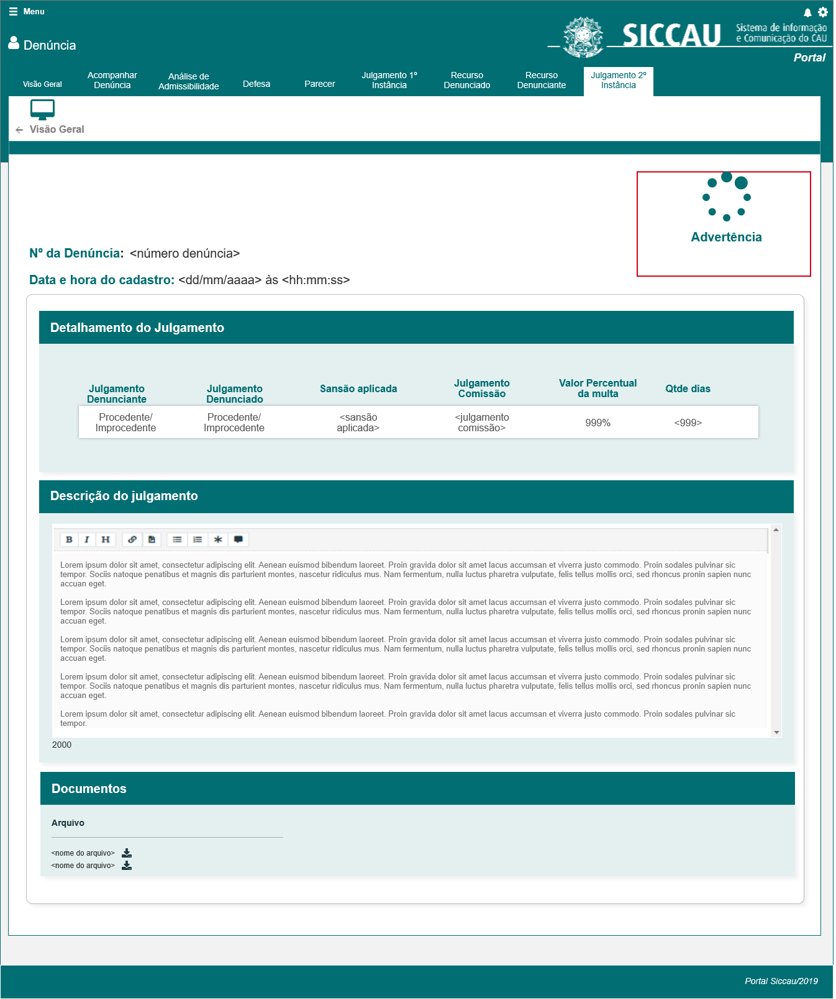 Menu
Denúncia
SICCAU
Sistema de informação
e Comunicação do CAU
Portal
Visão Geral
Acompanhar
Denúncia
Análise de
Admissibilidade
Defesa
Parecer
Julgamento 1º
Instância
Recurso
Denunciado
Recurso
Denunciante
Julgamento 2º
Instância
Visão Geral
Advertência
Nº da Denúncia: <número denúncia>
Data e hora do cadastro: <dd/mm/aaaa> às <hh:mm:ss>
Detalhamento do Julgamento
Julgamento
Denunciante
Julgamento
Denunciado
Sansão aplicada
Julgamento
Comissão
Valor Percentual
da multa
Qtde dias
Procedente/
Improcedente
Procedente/
Improcedente
<sansão
aplicada>
<julgamento
comissão>
999%
<999>
Descrição do julgamento
B I H
Lorem ipsum dolor sit amet, consectetur adipiscing elit. Aenean euismod bibendum laoreet. Proin gravida dolor sit amet lacus accumsan et viverra justo commodo. Proin sodales pulvinar sic
tempor. Sociis natoque penatibus et magnis dis parturient montes, nascetur ridiculus mus. Nam fermentum, nulla luctus pharetra vulputate, felis tellus mollis orci, sed rhoncus pronin sapien nunc
accuan eget.
Lorem ipsum dolor sit amet, consectetur adipiscing elit. Aenean euismod bibendum laoreet. Proin gravida dolor sit amet lacus accumsan et viverra justo commodo. Proin sodales pulvinar sic
tempor. Sociis natoque penatibus et magnis dis parturient montes, nascetur ridiculus mus. Nam fermentum, nulla luctus pharetra vulputate, felis tellus mollis orci, sed rhoncus pronin sapien nunc
accuan eget.
Lorem ipsum dolor sit amet, consectetur adipiscing elit. Aenean euismod bibendum laoreet. Proin gravida dolor sit amet lacus accumsan et viverra justo commodo. Proin sodales pulvinar sic
tempor. Sociis natoque penatibus et magnis dis parturient montes, nascetur ridiculus mus. Nam fermentum, nulla luctus pharetra vulputate, felis tellus mollis orci, sed rhoncus pronin sapien nunc
accuan eget.
Lorem ipsum dolor sit amet, consectetur adipiscing elit. Aenean euismod bibendum laoreet. Proin gravida dolor sit amet lacus accumsan et viverra justo commodo. Proin sodales pulvinar sic
tempor. Sociis natoque penatibus et magnis dis parturient montes, nascetur ridiculus mus. Nam fermentum, nulla luctus pharetra vulputate, felis tellus mollis orci, sed rhoncus pronin sapien nunc
accuan eget.
Lorem ipsum dolor sit amet, consectetur adipiscing elit. Aenean euismod bibendum laoreet. Proin gravida dolor sit amet lacus accumsan et viverra justo commodo. Proin sodales pulvinar sic
tempor.
2000
Documentos
Arquivo
<nome do arquivo>
<nome do arquivo>
Portal Siccau/2019